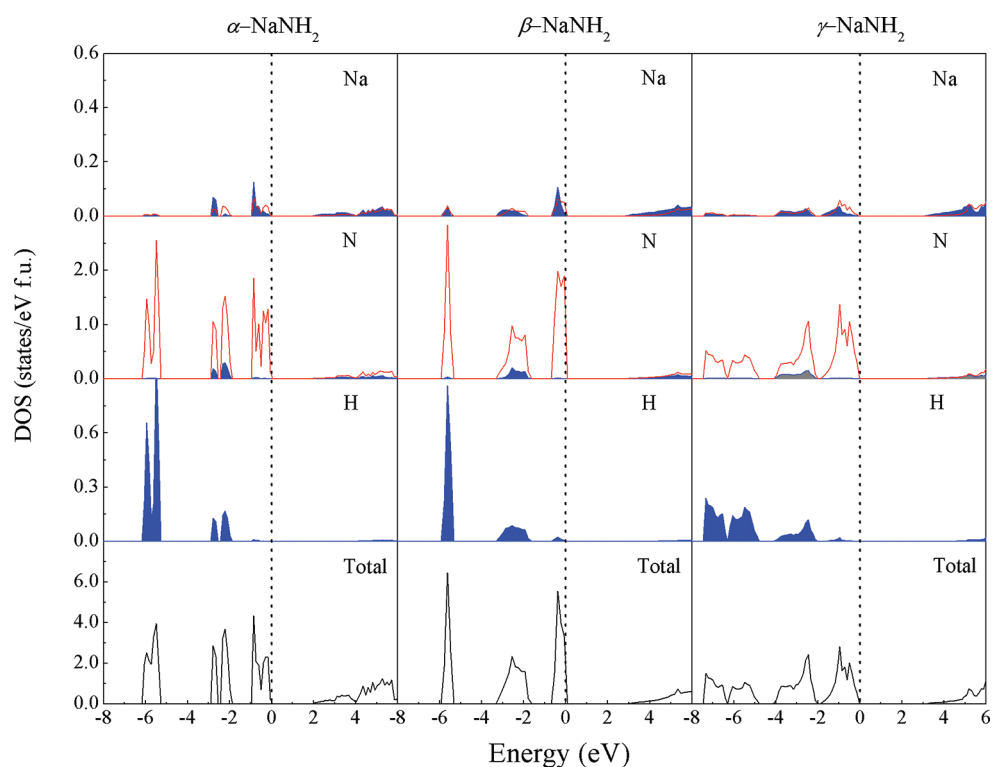 α–NaNH2 β–NaNH2 γ–NaNH2
0.6 Na Na Na
0.4
0.2
0.0
N N N
2.0
1.0
0.0
H H H
0.6
0.3
0.0
Total Total Total
6.0
4.0
2.0
0.0
-8 -6 -4 -2 0 2 4 -8 -6 -4 -2 0 2 4 -8 -6 -4 -2 0 2 4 6
DOS (states/eV f.u.)
Energy (eV)